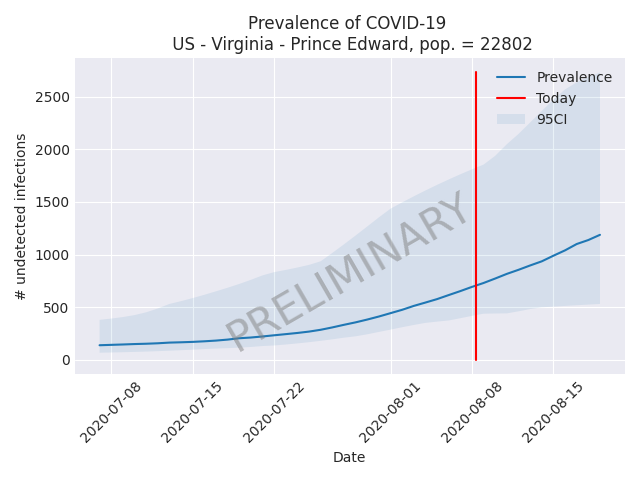 Prevalence of COVID-19
US - Virginia - Prince Edward, pop. = 22802
# undetected infections
2500
2000
1500
1000
500
0
Prevalence
Today
95CI
PRELIMINARY
2020-07-08
2020-07-15
2020-07-22
2020-08-01
2020-08-08
2020-08-15
Date